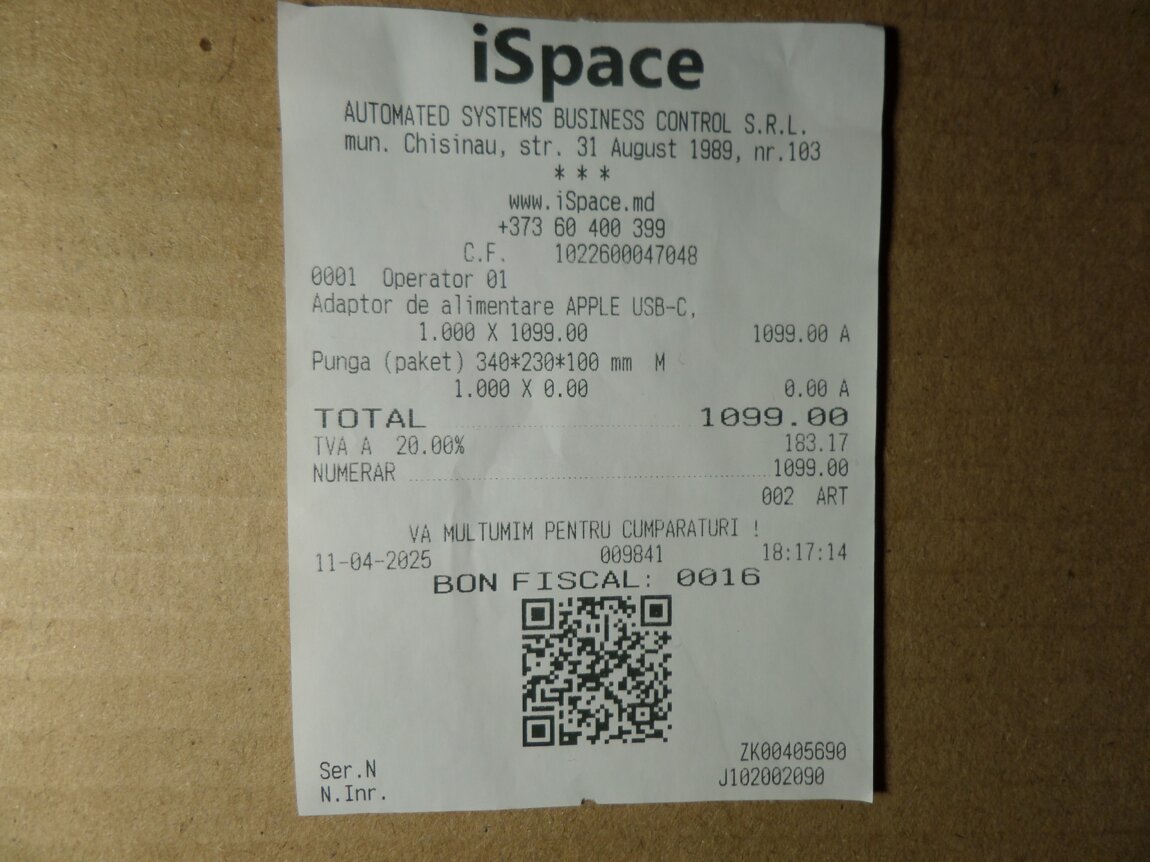 iSpace
AUTOMATED SYSTEMS BUSINESS CONTROL S.R.L.
mun. Chisinau, str. 31 August 1989, nr.103
* * *
www.iSpace.md
+373 60 400 399
C.F. 1022600047048
0001 Operator 01
Adaptor de alimentare APPLE USB-C,
1.000 X 1099.00 1099.00 A
Punga (paket) 340*230*100 mm M
1.000 X 0.00 0.00 A
TOTAL 1099.00
TVA A 20.00% 183.17
NUMERAR 1099.00
002 ART
VA MULTUMIM PENTRU CUMPARATURI !
11-04-2025 009841 18:17:14
BON FISCAL: 0016
Ser.N ZK00405690
N.Inr. J102002090